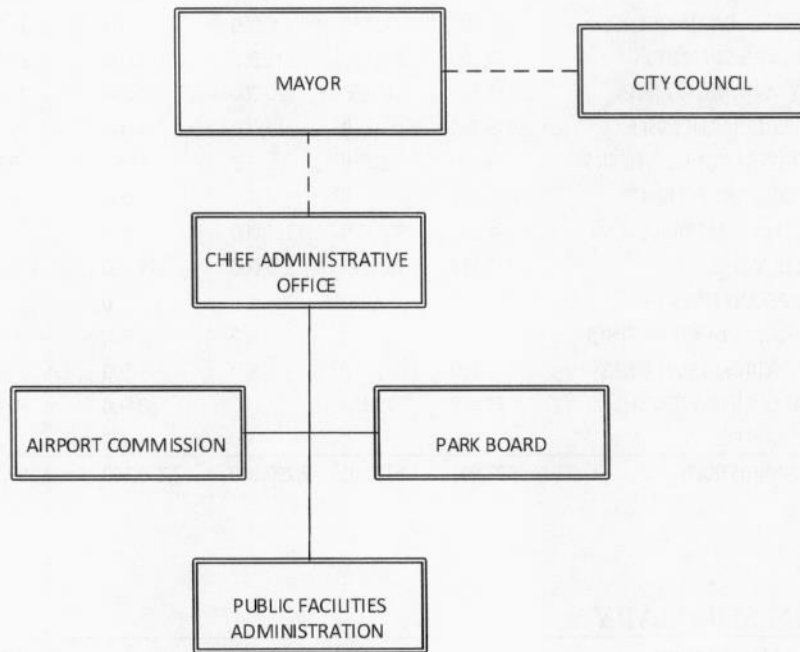 MAYOR
CITY COUNCIL
CHIEF ADMINISTRATIVE
OFFICE
AIRPORT COMMISSION
PARK BOARD
PUBLIC FACILITIES
ADMINISTRATION